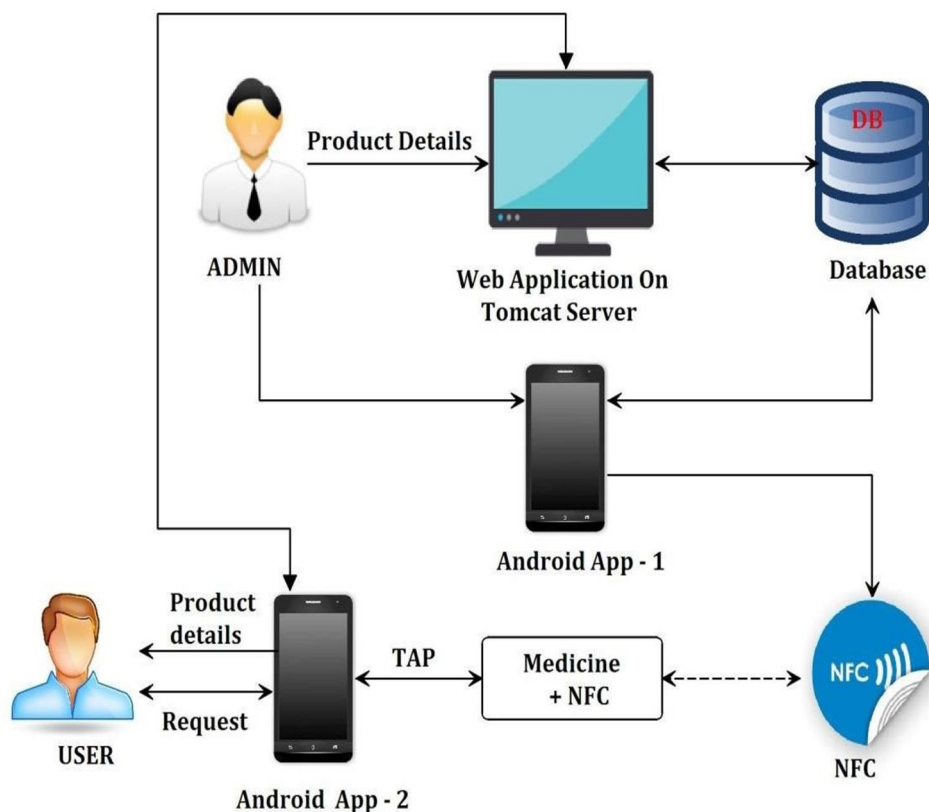 Product Details
DB
ADMIN
Web Application On
Tomcat Server
Database
Android App - 1
Product
details
TAP
Medicine
+ NFC
NFC
Request
USER
NFC
Android App - 2